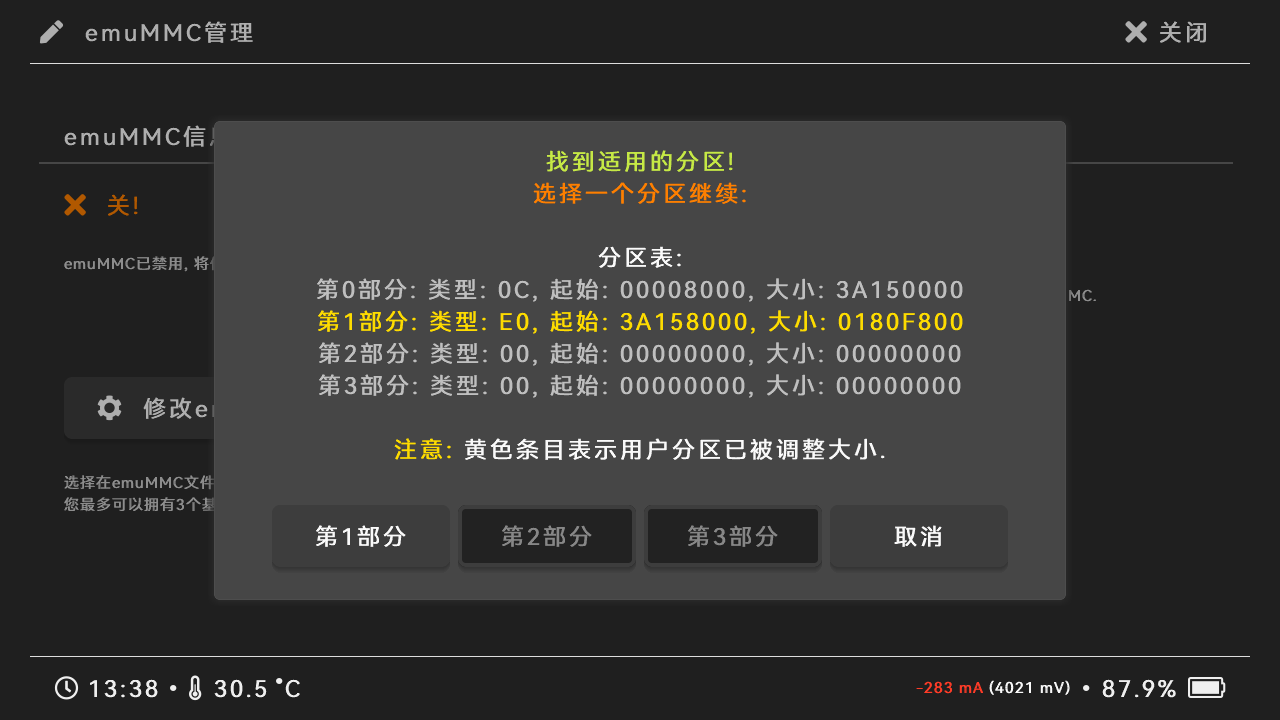 emuMMC管理
关闭
emuMMC信
找到适用的分区!
选择一个分区继续:
关!
分区表:
emuMMC已禁用, 将
第0部分: 类型: 0C, 起始: 00008000, 大小: 3A150000
MC.
第1部分: 类型: E0, 起始: 3A158000, 大小: 0180F800
第2部分: 类型: 00, 起始: 00000000, 大小: 00000000
第3部分: 类型: 00, 起始: 00000000, 大小: 00000000
修改e
注意: 黄色条目表示用户分区已被调整大小.
选择在emuMMC文件
您最多可以拥有3个基
第1部分
第2部分
第3部分
取消
13:38 • 30.5 °C
-283 mA (4021 mV) • 87.9%